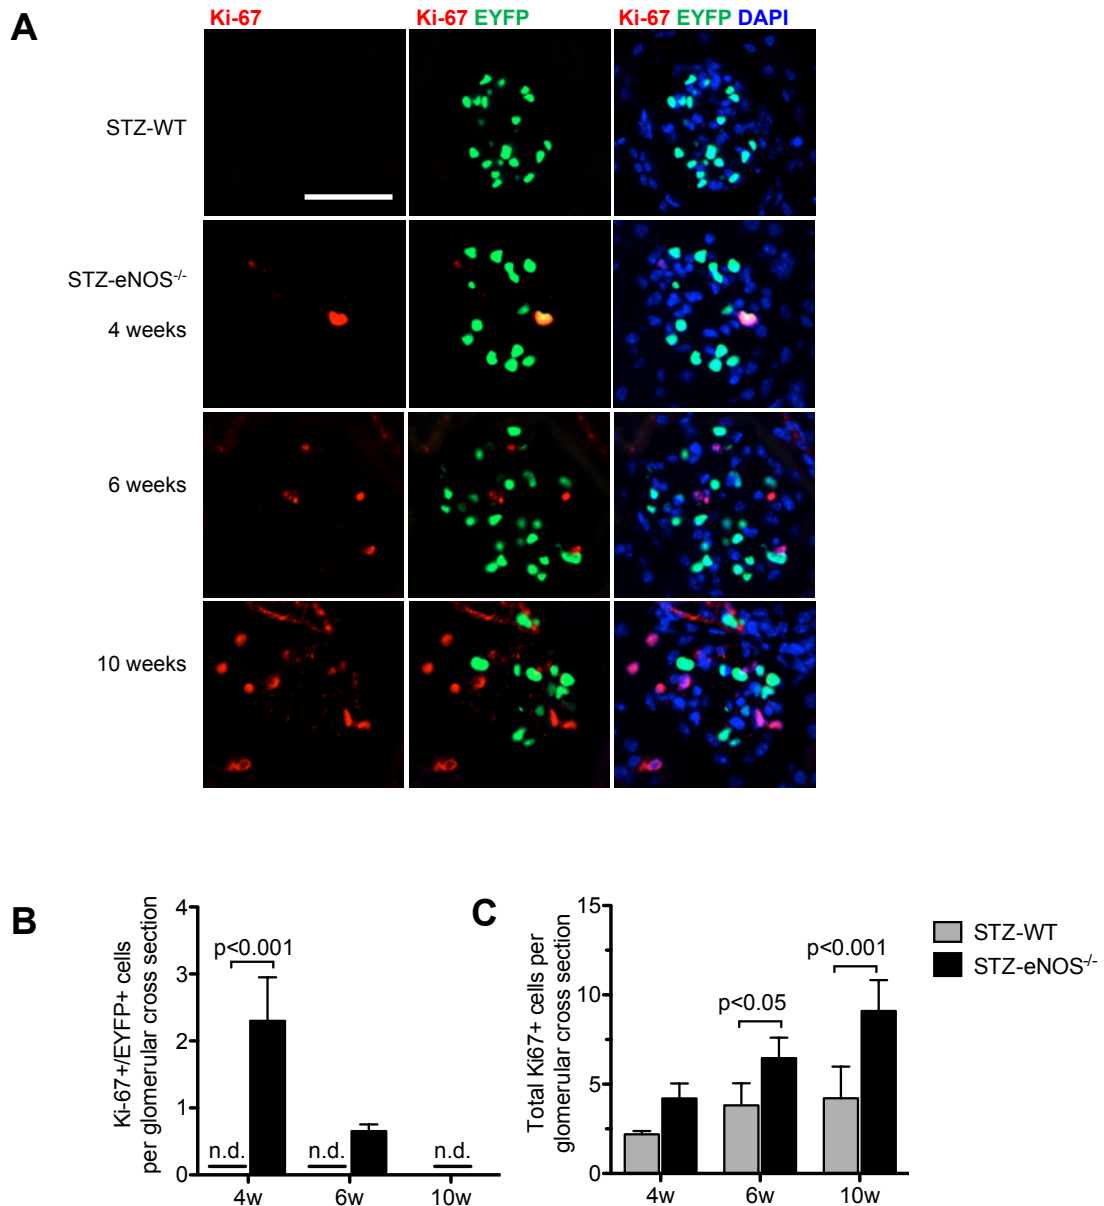 A
Ki-67
Ki-67 EYFP
Ki-67 EYFP DAPI
STZ-WT
STZ-eNOS-/-
4 weeks
6 weeks
10 weeks
B
Ki-67+/EYFP+ cells
per glomerular cross section
4
3
2
1
0
p<0.001
n.d.
n.d.
n.d.
4w
6w
10w
C
Total Ki67+ cells per
glomerular cross section
15
10
5
0
p<0.05
p<0.001
4w
6w
10w
STZ-WT
STZ-eNOS-/-